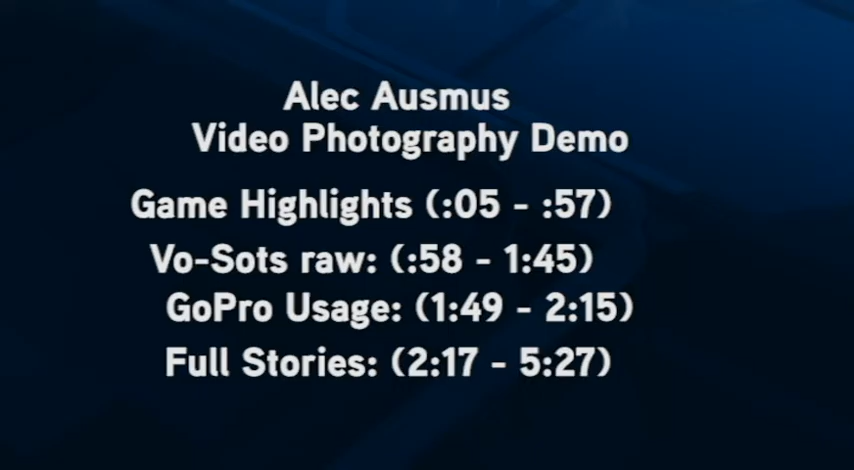 Alec Ausmus
Video Photography Demo
Game Highlights (:05 - :57)
Vo-Sots raw: (:58 - 1:45)
GoPro Usage: (1:49 - 2:15)
Full Stories: (2:17 - 5:27)